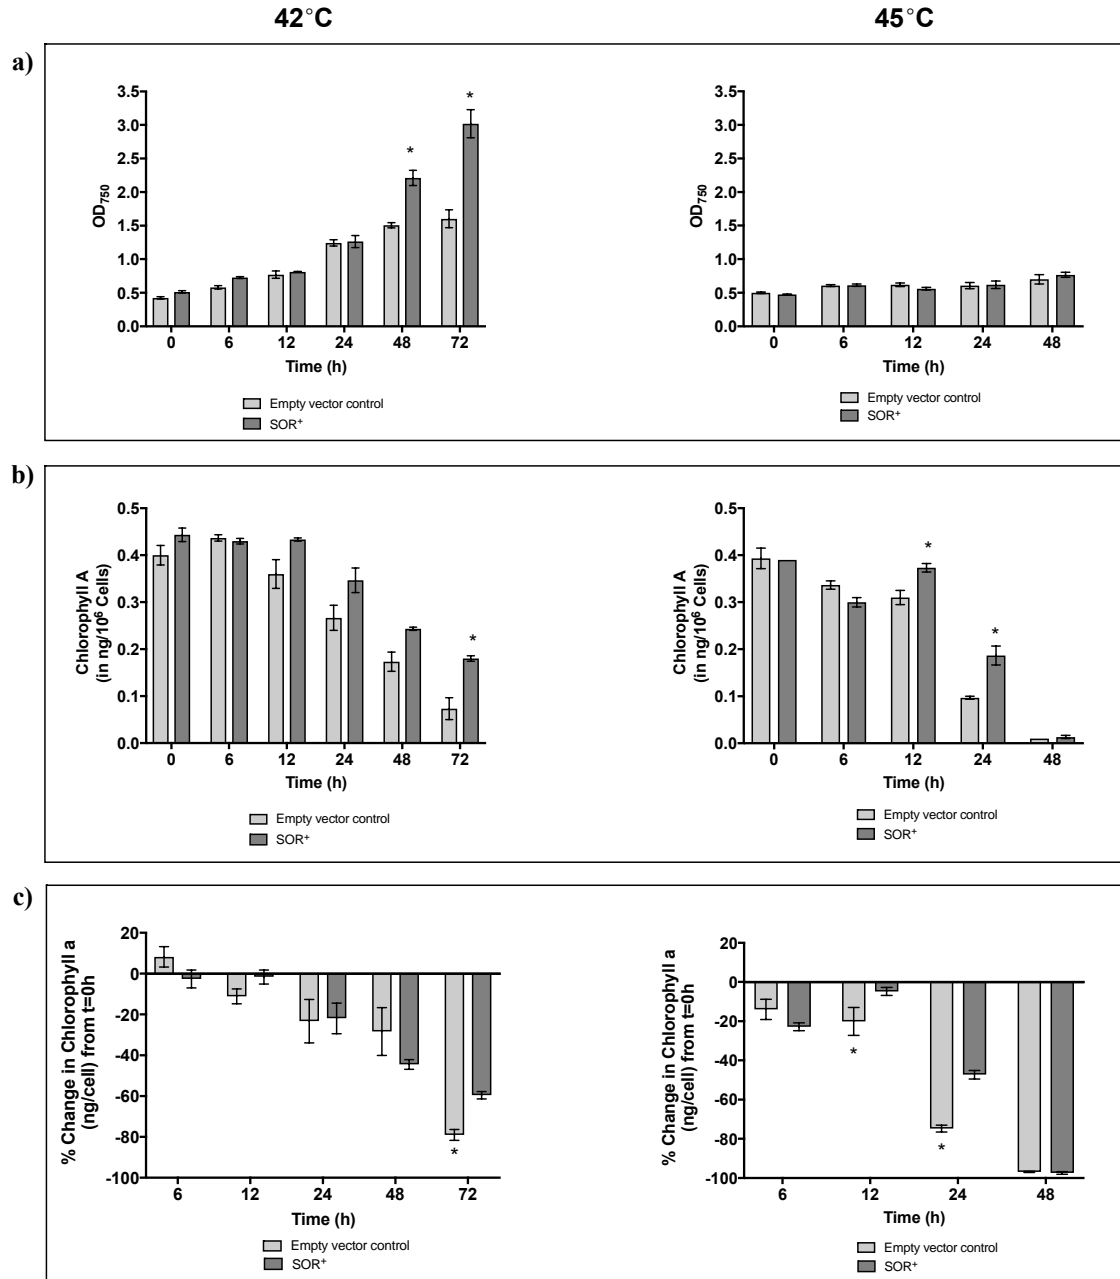 42°C 45°C
a)
3.5 3.5
3.0 3.0
2.5 2.5
2.0 2.0
1.5 1.5
1.0 1.0
0.5 0.5
0.0 0.0
OD750 OD750
* *
0 6 12 24 48 72 0 6 12 24 48
Time (h) Time (h)
Empty vector control Empty vector control
SOR+ SOR+
b)
0.5 0.5
0.4 0.4
0.3 0.3
0.2 0.2
0.1 0.1
0.0 0.0
Chlorophyll A Chlorophyll A
(in ng/10⁶ Cells) (in ng/10⁶ Cells)
* * *
0 6 12 24 48 72 0 6 12 24 48
Time (h) Time (h)
Empty vector control Empty vector control
SOR+ SOR+
c)
20 20
0 0
-20 -20
-40 -40
-60 -60
-80 -80
-100 -100
% Change in Chlorophyll a % Change in Chlorophyll a
(ng/cell) from t=0h (ng/cell) from t=0h
* * *
6 12 24 48 72 6 12 24 48
Time (h) Time (h)
Empty vector control Empty vector control
SOR+ SOR+